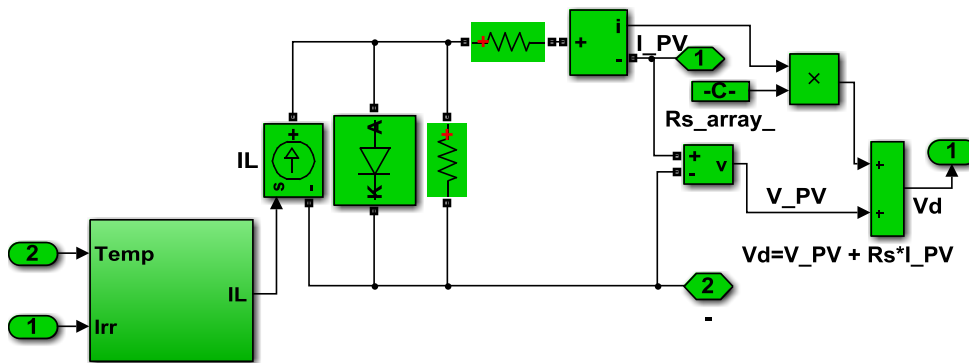 i
+
+
-
I_PV
1
×
-C-
Rs_array_
+
IL
s
-
A
K
+
+
-
v
+
+
1
V_PV
Vd
2
Temp
Vd=V_PV + Rs*I_PV
IL
2
1
Irr
-